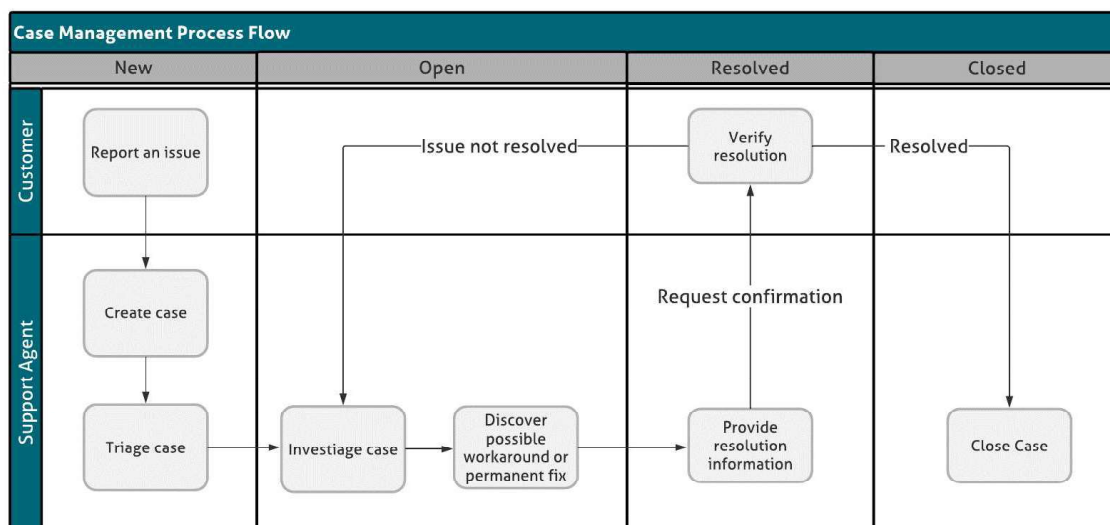 Case Management Process Flow
New
Open
Resolved
Closed
Customer
Report an issue
Issue not resolved
Verify
resolution
Resolved
Support Agent
Create case
Request confirmation
Triage case
Investiage case
Discover
possible
workaround or
permanent fix
Provide
resolution
information
Close Case